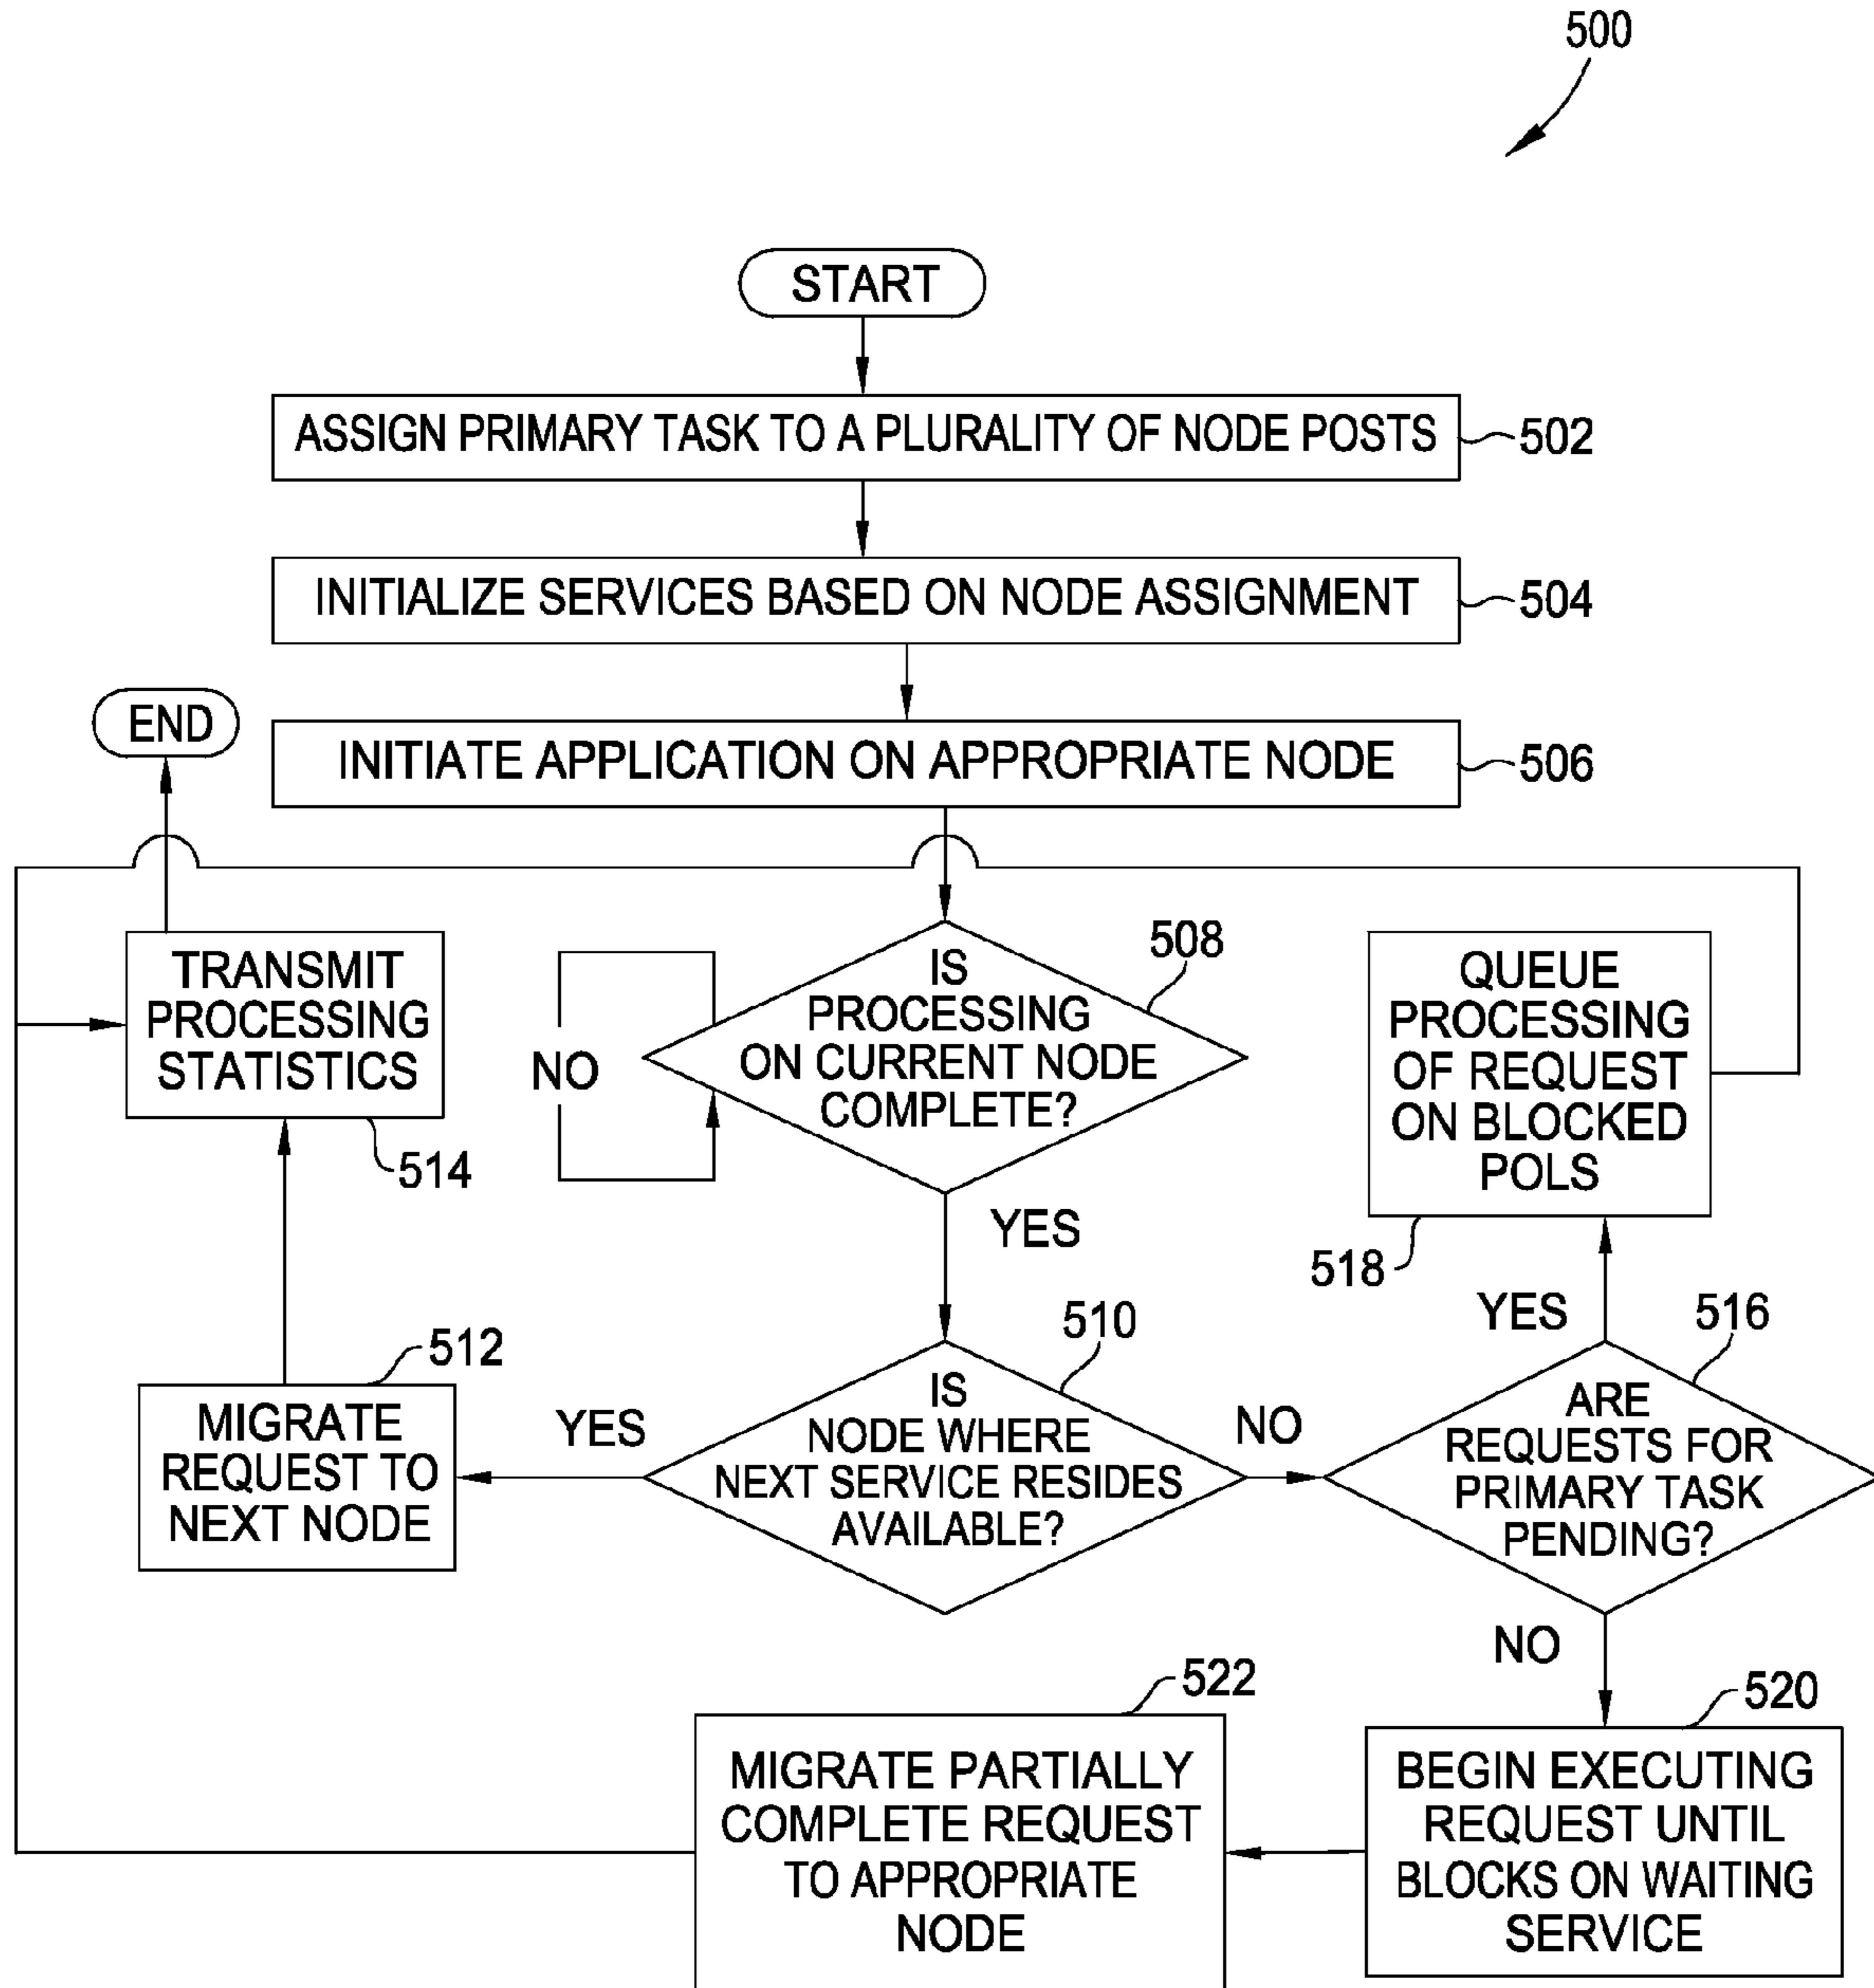 500
START
ASSIGN PRIMARY TASK TO A PLURALITY OF NODE POSTS
502
INITIALIZE SERVICES BASED ON NODE ASSIGNMENT
504
END
INITIATE APPLICATION ON APPROPRIATE NODE
506
TRANSMIT
PROCESSING
STATISTICS
514
NO
IS
PROCESSING
ON CURRENT NODE
COMPLETE?
508
YES
QUEUE
PROCESSING
OF REQUEST
ON BLOCKED
POLS
518
512
MIGRATE
REQUEST TO
NEXT NODE
YES
IS
NODE WHERE
NEXT SERVICE RESIDES
AVAILABLE?
510
NO
YES
516
ARE
REQUESTS FOR
PRIMARY TASK
PENDING?
NO
522
MIGRATE PARTIALLY
COMPLETE REQUEST
TO APPROPRIATE
NODE
520
BEGIN EXECUTING
REQUEST UNTIL
BLOCKS ON WAITING
SERVICE